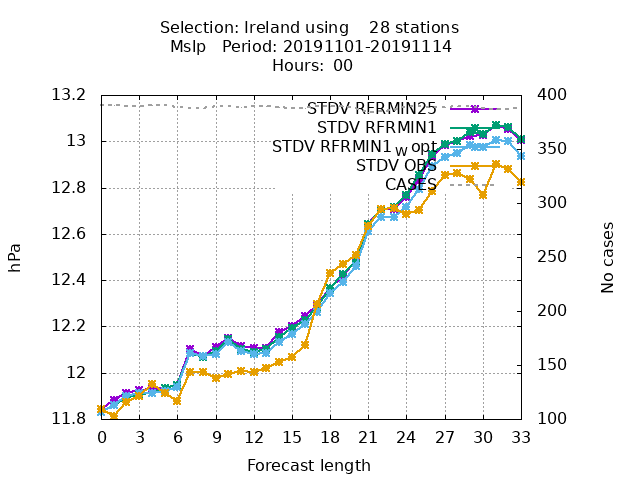 Selection: Ireland using 28 stations
Mslp Period: 20191101-20191114
Hours: 00
13.2
13
12.8
12.6
12.4
12.2
12
11.8
hPa
400
350
300
250
200
150
100
No cases
STDV RFRMIN25
STDV RFRMIN1
STDV RFRMIN1_W opt
STDV OBS
CASES
0 3 6 9 12 15 18 21 24 27 30 33
Forecast length